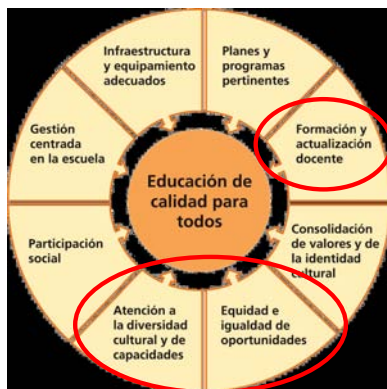 Infraestructura
y equipamiento
adecuados
Planes y
programas
pertinentes
Gestión
centrada
en la escuela
Formación y
actualización
docente
Educación de
calidad para
todos
Participación
social
Consolidación
de valores y de
la identidad
cultural
Atención a
la diversidad
cultural y de
capacidades
Equidad e
igualdad de
oportunidades